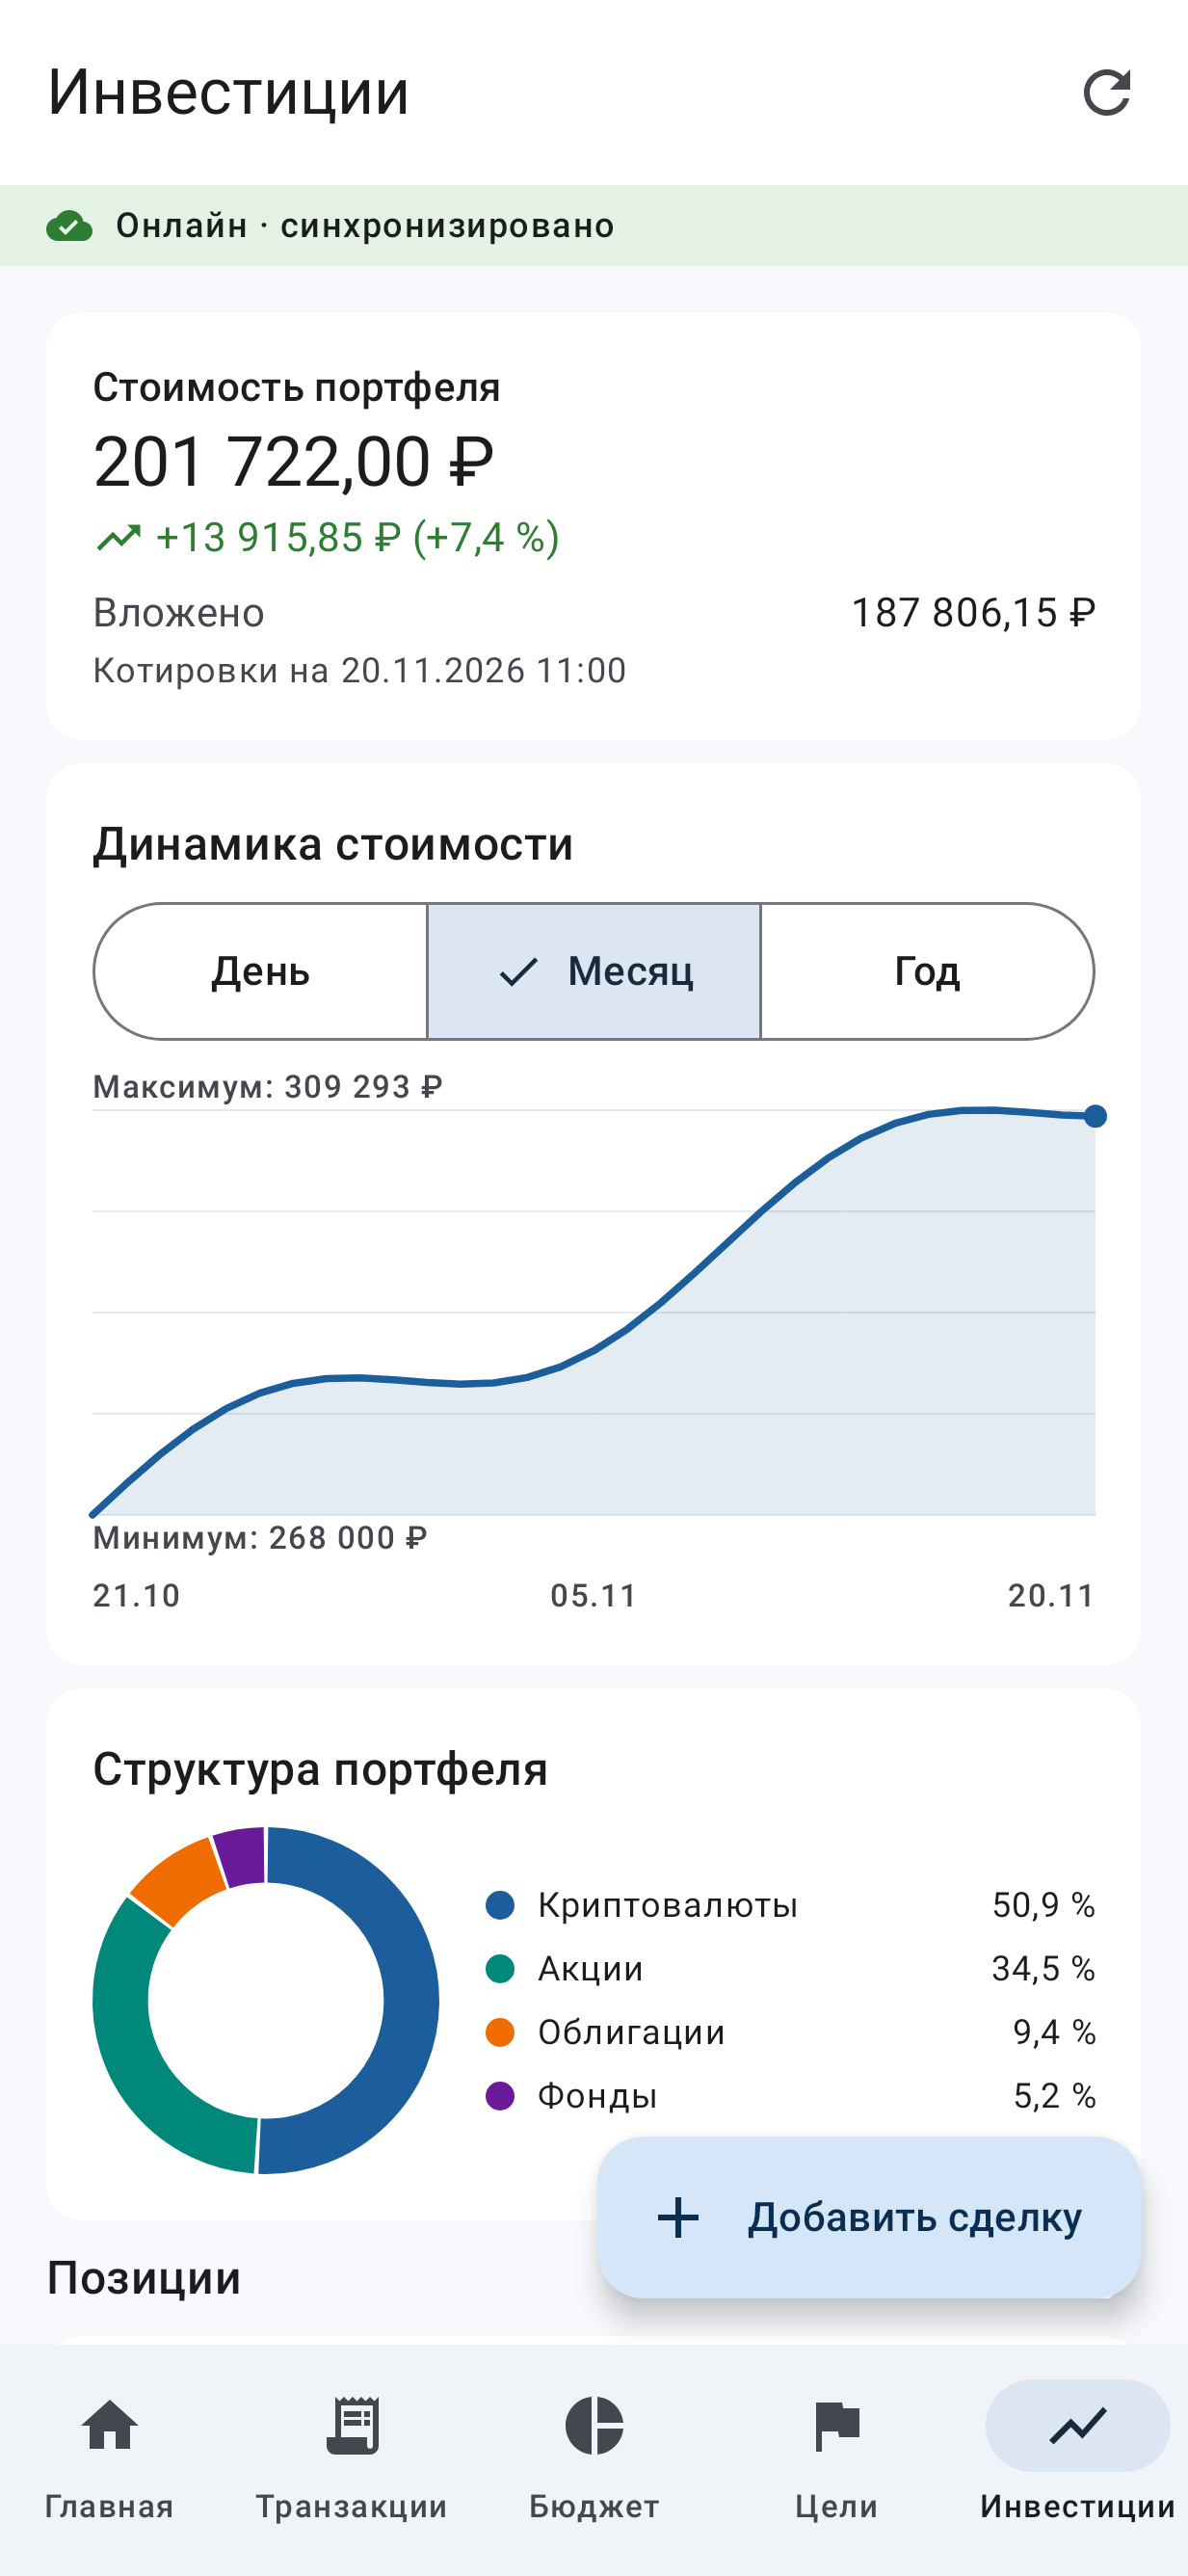 Инвестиции
Онлайн · синхронизировано
Стоимость портфеля
201 722,00 ₽
+13 915,85 ₽ (+7,4 %)
Вложено 187 806,15 ₽
Котировки на 20.11.2026 11:00
Динамика стоимости
День Месяц Год
Максимум: 309 293 ₽
Минимум: 268 000 ₽
21.10 05.11 20.11
Структура портфеля
Криптовалюты 50,9 %
Акции 34,5 %
Облигации 9,4 %
Фонды 5,2 %
Добавить сделку
Позиции
Главная Транзакции Бюджет Цели Инвестиции